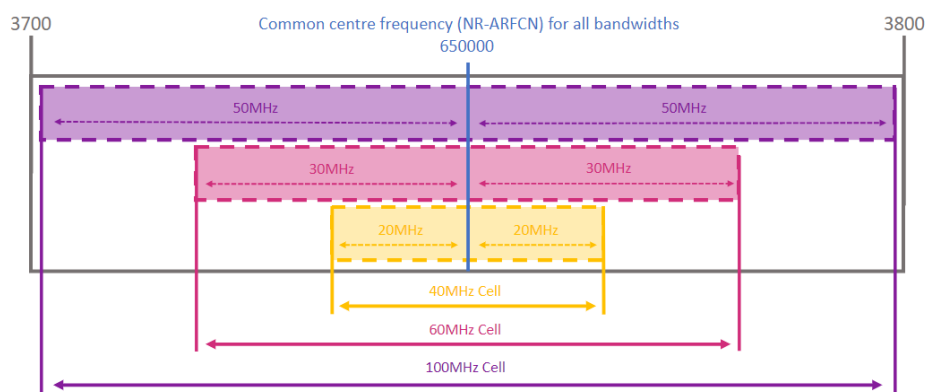 3700
Common centre frequency (NR-ARFCN) for all bandwidths
3800
650000
50MHz
50MHz
30MHz
30MHz
20MHz
20MHz
40MHz Cell
60MHz Cell
100MHz Cell